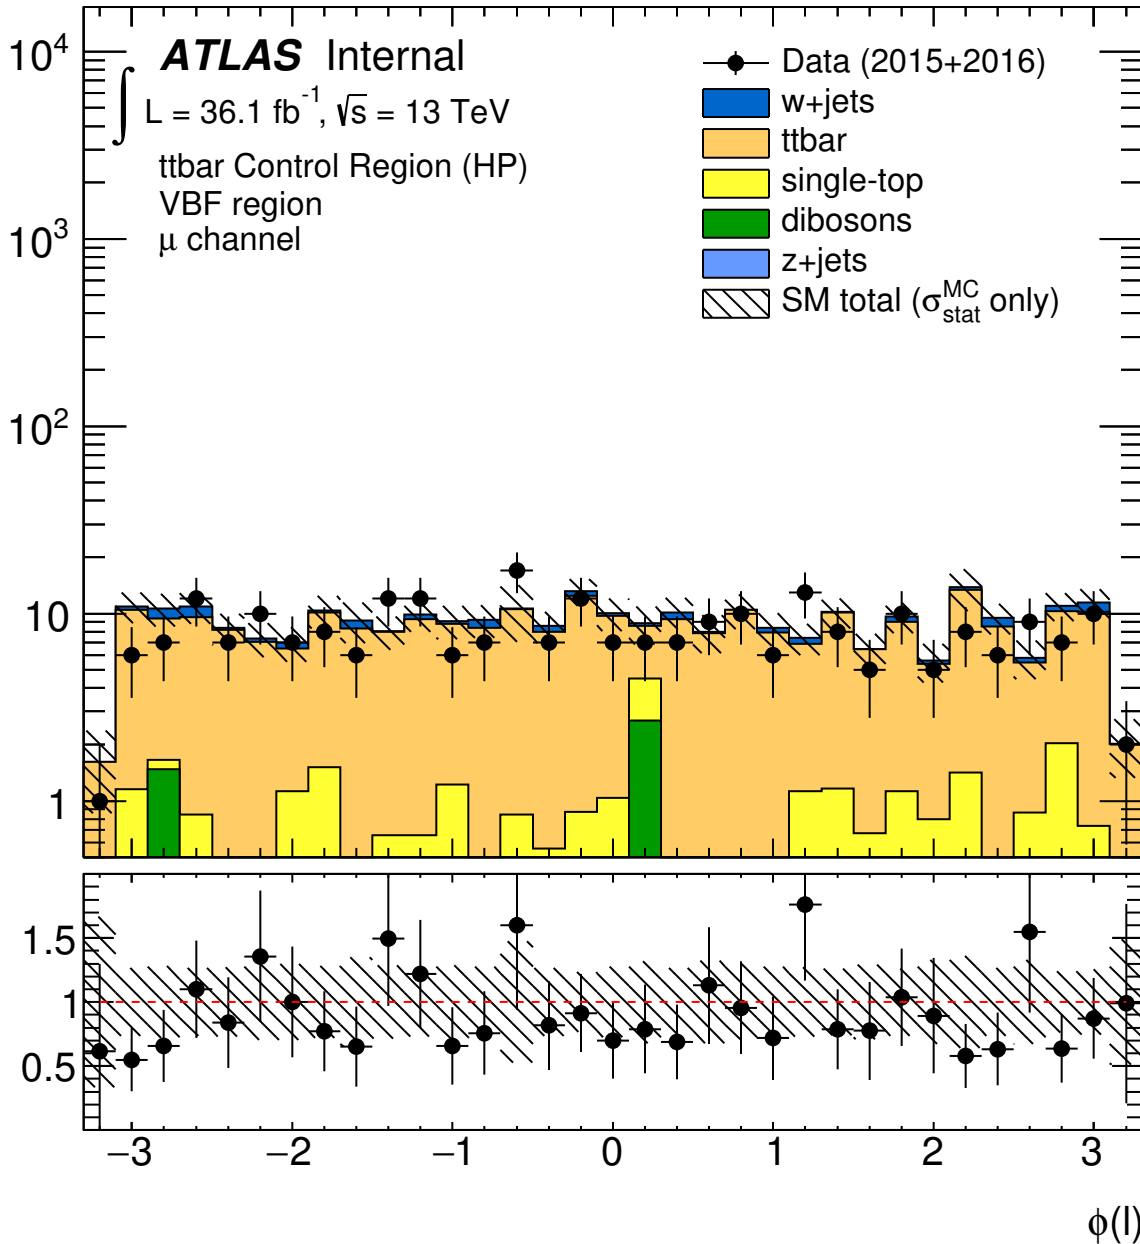 ATLAS Internal
∫ L = 36.1 fb⁻¹, √s = 13 TeV
ttbar Control Region (HP)
VBF region
μ channel
Data (2015+2016)
w+jets
ttbar
single-top
dibosons
z+jets
SM total (σ_stat^MC only)
10⁴
10³
10²
10
1
1.5
1
0.5
−3 −2 −1 0 1 2 3
ϕ(l)